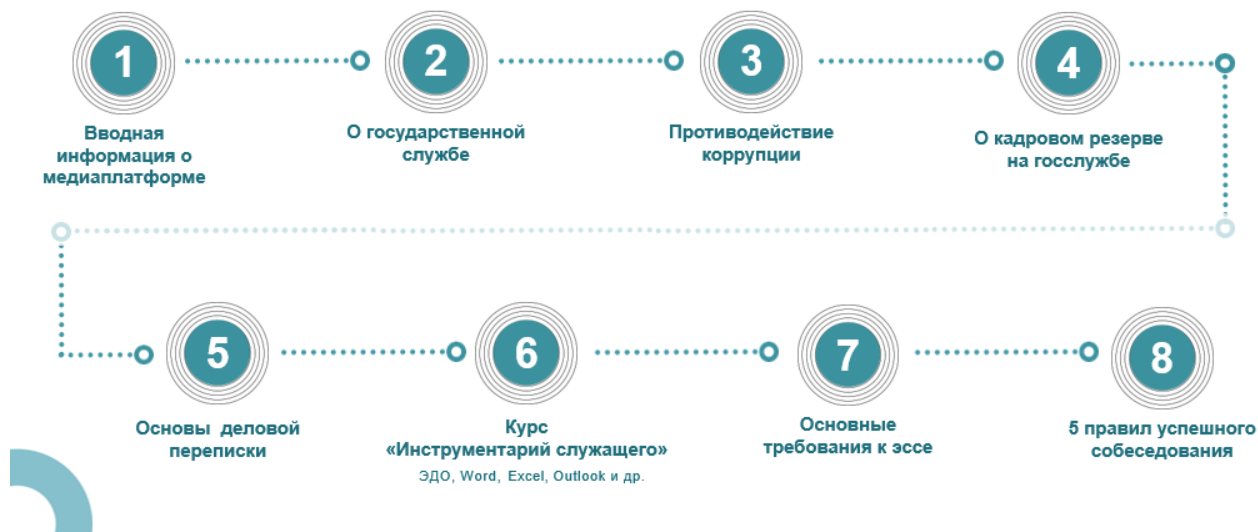 1
Вводная
информация о
медиаплатформе
2
О государственной
службе
3
Противодействие
коррупции
4
О кадровом резерве
на госслужбе
5
Основы деловой
переписки
6
Курс
«Инструментарий служащего»
ЭДО, Word, Excel, Outlook и др.
7
Основные
требования к эссе
8
5 правил успешного
собеседования